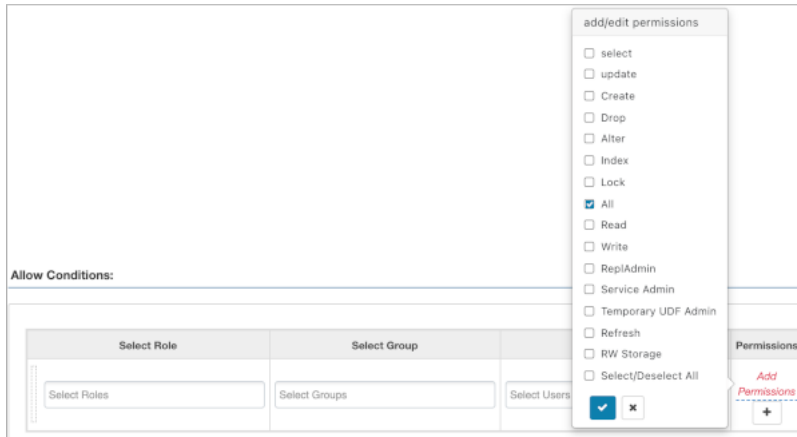 add/edit permissions
select
update
Create
Drop
Alter
Index
Lock
All
Read
Write
ReplAdmin
Service Admin
Temporary UDF Admin
Refresh
RW Storage
Select/Deselect All
Allow Conditions:
Select Role
Select Group
Permissions
Select Roles
Select Groups
Select Users
Add
Permissions